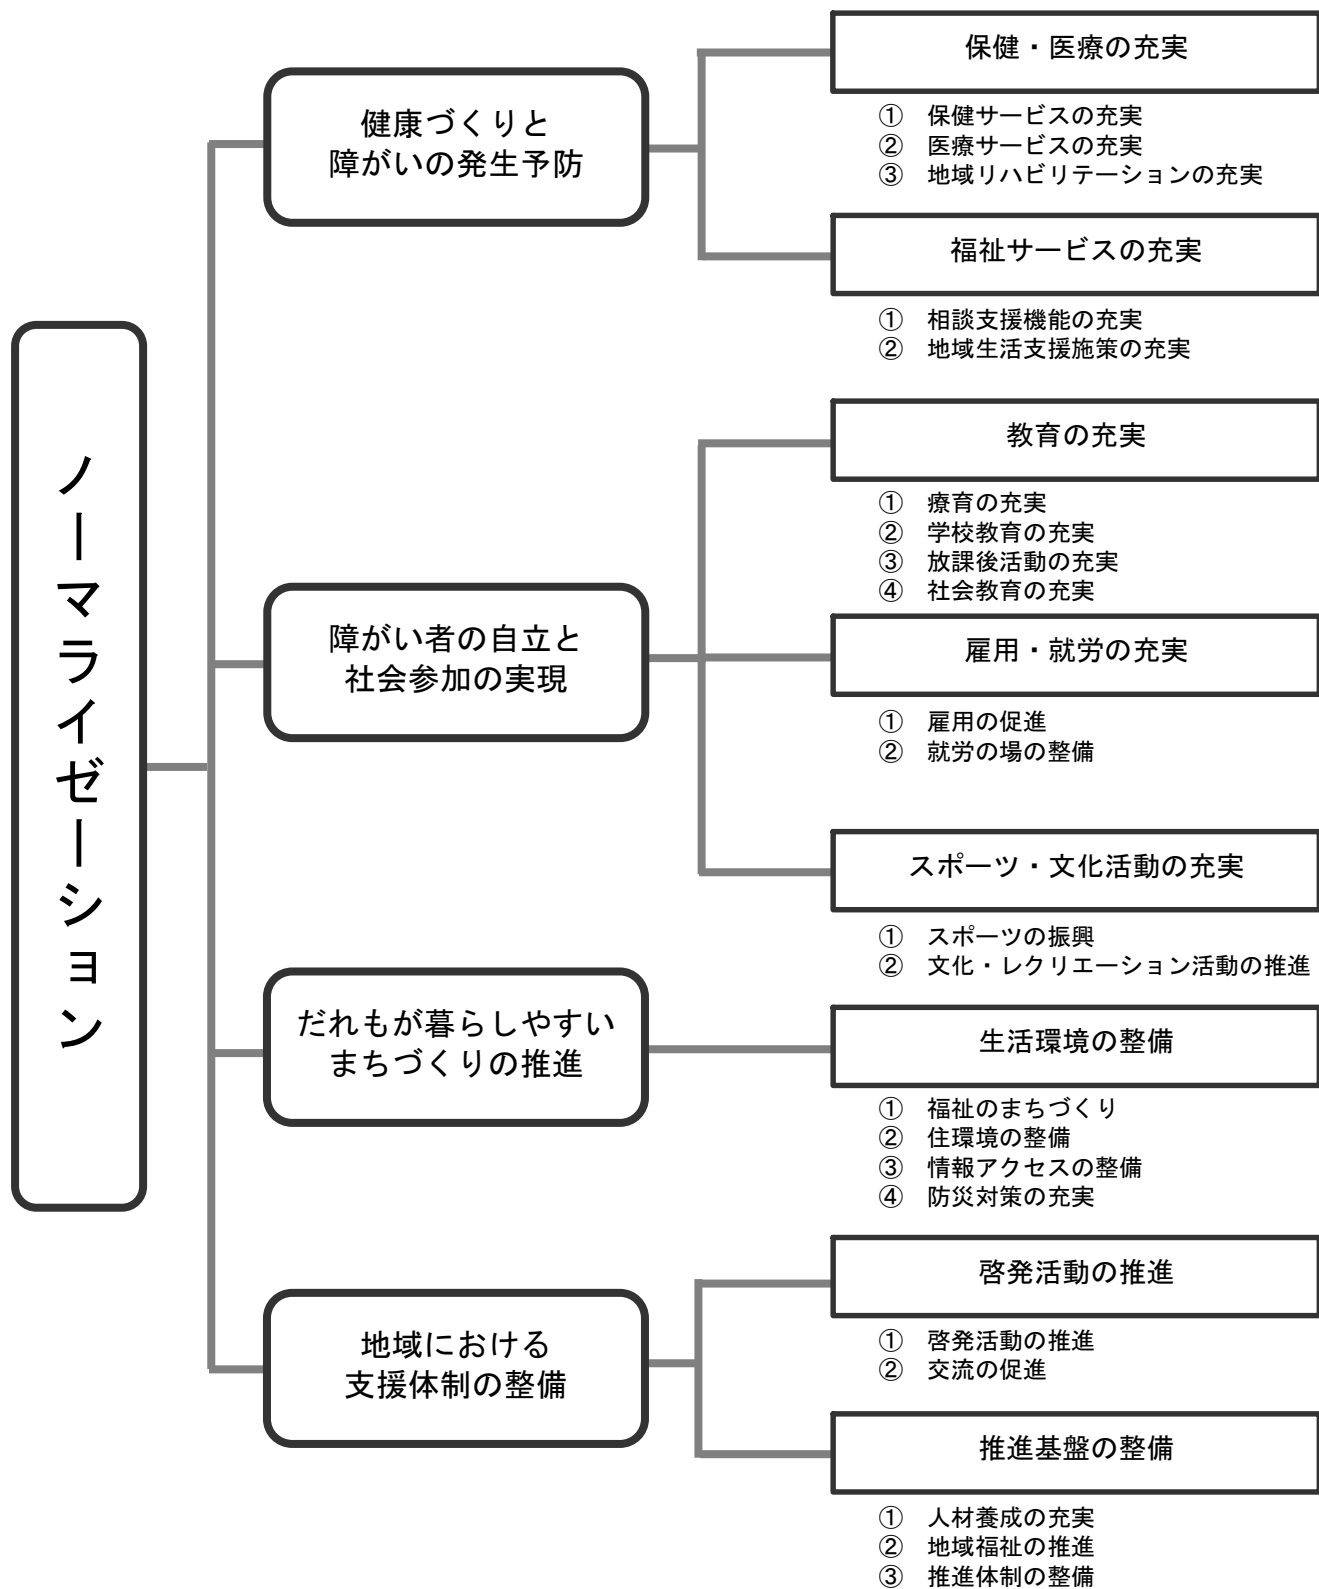 ノーマライゼーション
健康づくりと
障がいの発生予防
保健・医療の充実
① 保健サービスの充実
② 医療サービスの充実
③ 地域リハビリテーションの充実
福祉サービスの充実
① 相談支援機能の充実
② 地域生活支援施策の充実
障がい者の自立と
社会参加の実現
教育の充実
① 療育の充実
② 学校教育の充実
③ 放課後活動の充実
④ 社会教育の充実
雇用・就労の充実
① 雇用の促進
② 就労の場の整備
スポーツ・文化活動の充実
① スポーツの振興
② 文化・レクリエーション活動の推進
だれもが暮らしやすい
まちづくりの推進
生活環境の整備
① 福祉のまちづくり
② 住環境の整備
③ 情報アクセスの整備
④ 防災対策の充実
地域における
支援体制の整備
啓発活動の推進
① 啓発活動の推進
② 交流の促進
推進基盤の整備
① 人材養成の充実
② 地域福祉の推進
③ 推進体制の整備